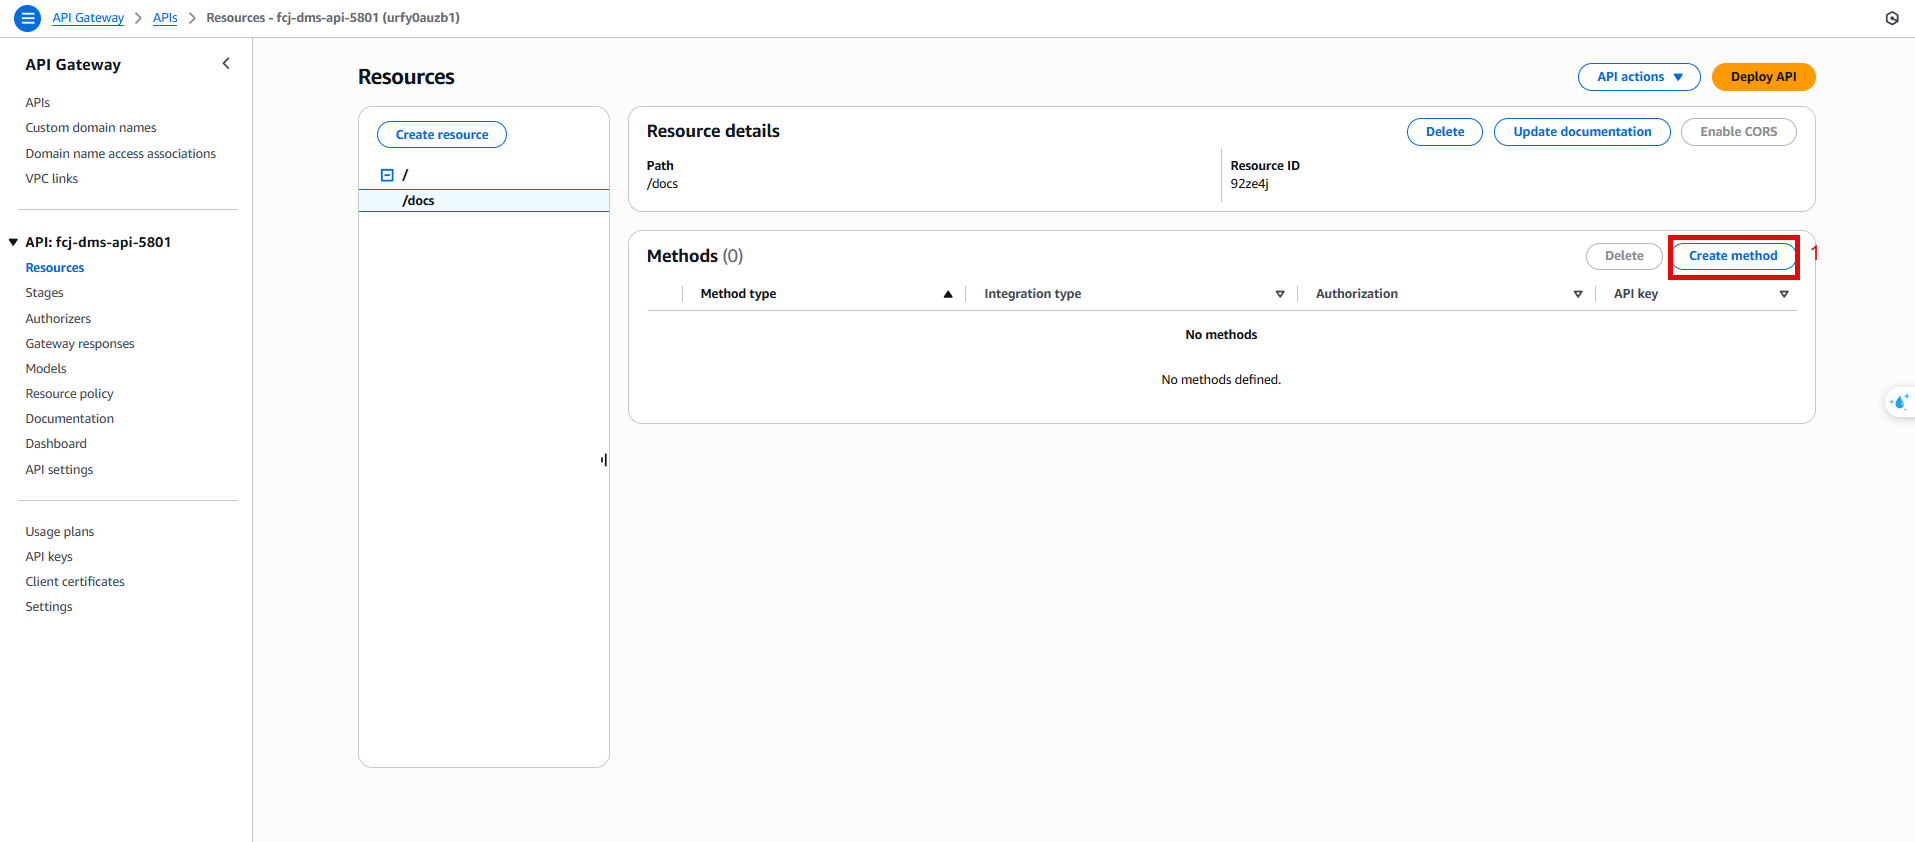 API Gateway > APIs > Resources - fcj-dms-api-5801 (urfy0auzb1)
API Gateway
APIs
Custom domain names
Domain name access associations
VPC links
API: fcj-dms-api-5801
Resources
Stages
Authorizers
Gateway responses
Models
Resource policy
Documentation
Dashboard
API settings
Usage plans
API keys
Client certificates
Settings
Resources
API actions
Deploy API
Create resource
/
/docs
Resource details
Delete
Update documentation
Enable CORS
Path
/docs
Resource ID
92ze4j
Methods (0)
Delete
Create method
1
Method type
Integration type
Authorization
API key
No methods
No methods defined.